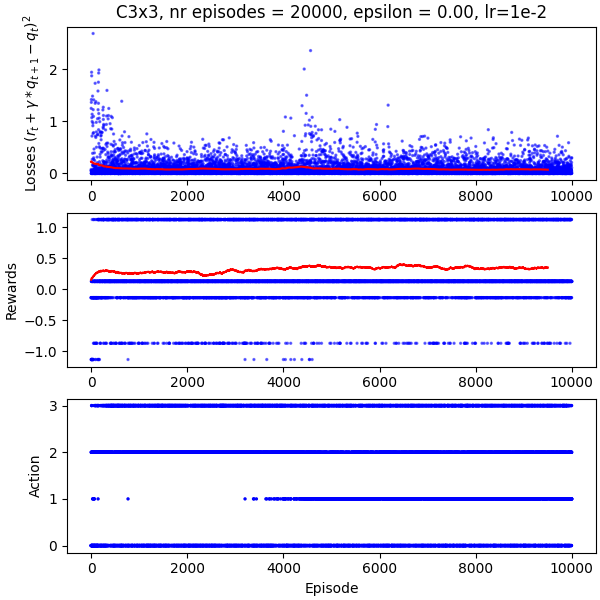 C3x3, nr episodes = 20000, epsilon = 0.00, lr=1e-2
Losses $(r_t + \gamma * q_{t+1} - q_t)^2$
2
1
0
0 2000 4000 6000 8000 10000
Rewards
1.0
0.5
0.0
−0.5
−1.0
0 2000 4000 6000 8000 10000
Action
3
2
1
0
0 2000 4000 6000 8000 10000
Episode